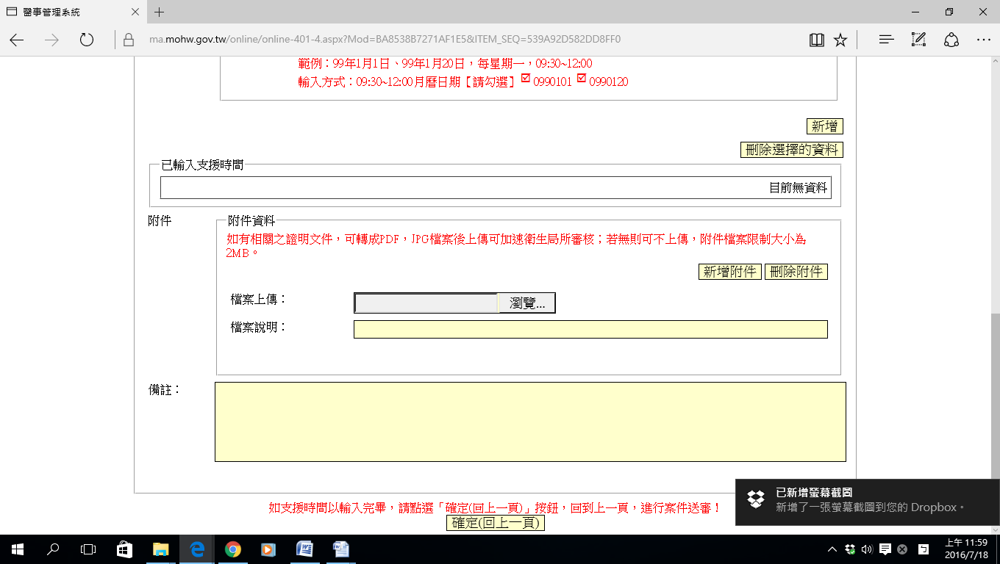 醫事管理系統
ma.mohw.gov.tw/online/online-401-4.aspx?Mod=BA8538B7271AF1E5&ITEM_SEQ=539A92D582DD8FF0
範例：99年1月1日、99年1月20日，每星期一，09:30~12:00
輸入方式：09:30~12:00月曆日期【請勾選】 0990101 0990120
新增
刪除選擇的資料
已輸入支援時間
目前無資料
附件
附件資料
如有相關之證明文件，可轉成PDF，JPG檔案後上傳可加速衛生局所審核；若無則可不上傳，附件檔案限制大小為
2MB。
新增附件 刪除附件
檔案上傳：
瀏覽...
檔案說明：
備註：
已新增螢幕截圖
新增了一張螢幕截圖到您的 Dropbox。
如支援時間以輸入完畢，請點選「確定(回上一頁)」按鈕，回到上一頁，進行案件送審！
確定(回上一頁)
上午 11:59
2016/7/18